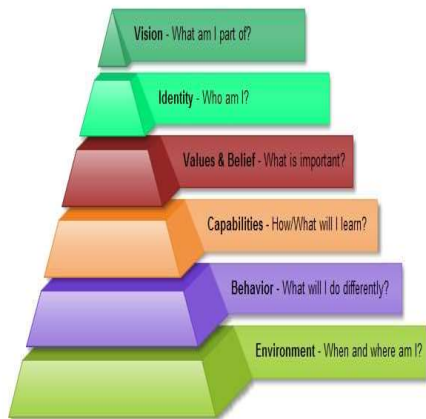 Vision - What am I part of?
Identity - Who am I?
Values & Belief - What is important?
Capabilities - How/What will I learn?
Behavior - What will I do differently?
Environment - When and where am I?